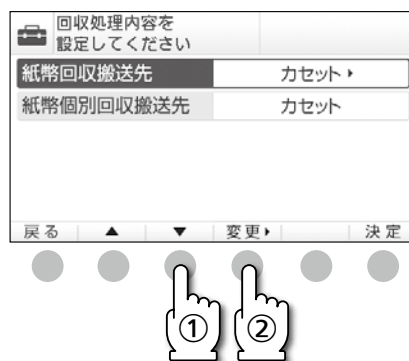 回収処理内容を
設定してください
紙幣回収搬送先 カセット▸
紙幣個別回収搬送先 カセット
戻る ▲ ▼ 変更▸ 決定
① ②